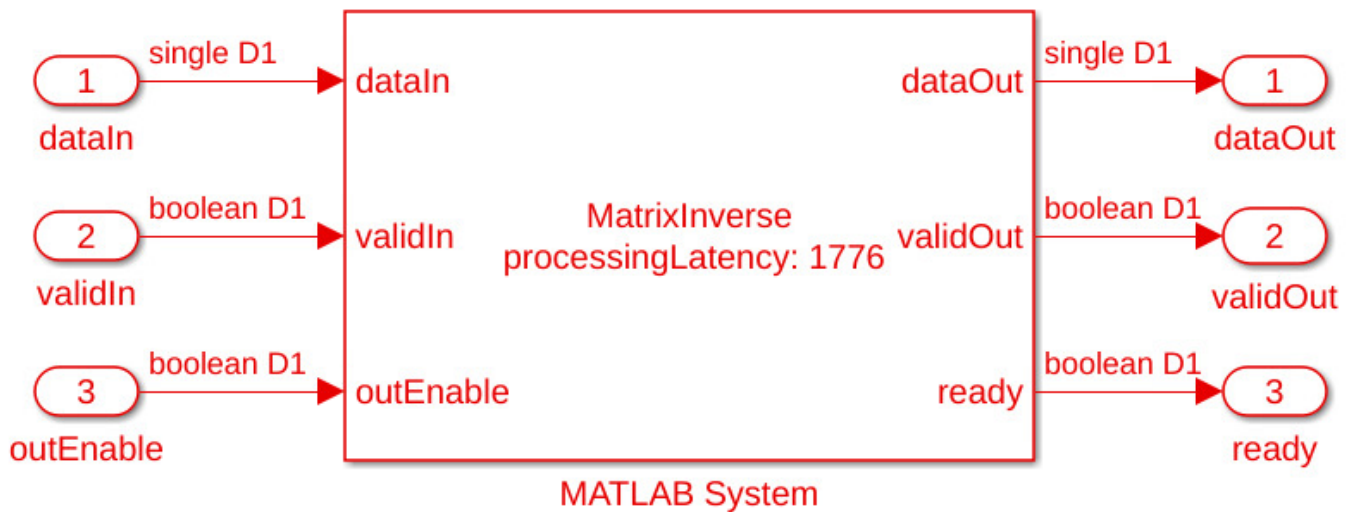 single D1
1
dataIn
dataIn
boolean D1
2
validIn
validIn
boolean D1
3
outEnable
outEnable
MatrixInverse
processingLatency: 1776
dataOut
single D1
1
dataOut
validOut
boolean D1
2
validOut
ready
boolean D1
3
ready
MATLAB System